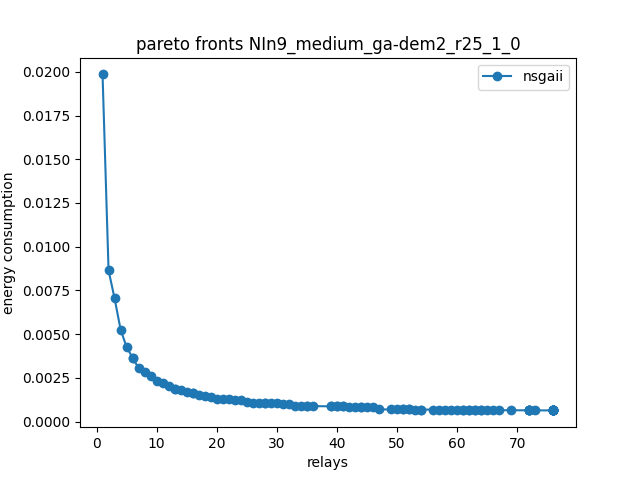 pareto fronts NIn9_medium_ga-dem2_r25_1_0
nsgaii
energy consumption
0.0200
0.0175
0.0150
0.0125
0.0100
0.0075
0.0050
0.0025
0.0000
0 10 20 30 40 50 60 70
relays